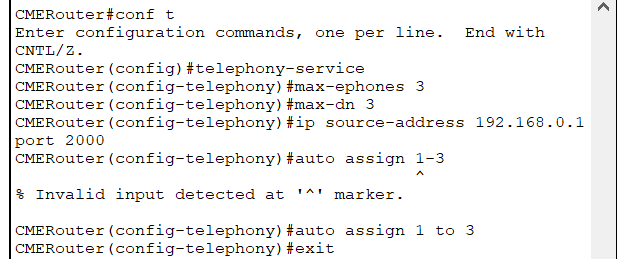 CMERouter#conf t
Enter configuration commands, one per line.  End with
CNTL/Z.
CMERouter(config)#telephony-service
CMERouter(config-telephony)#max-ephones 3
CMERouter(config-telephony)#max-dn 3
CMERouter(config-telephony)#ip source-address 192.168.0.1
port 2000
CMERouter(config-telephony)#auto assign 1-3
^
% Invalid input detected at '^' marker.
CMERouter(config-telephony)#auto assign 1 to 3
CMERouter(config-telephony)#exit